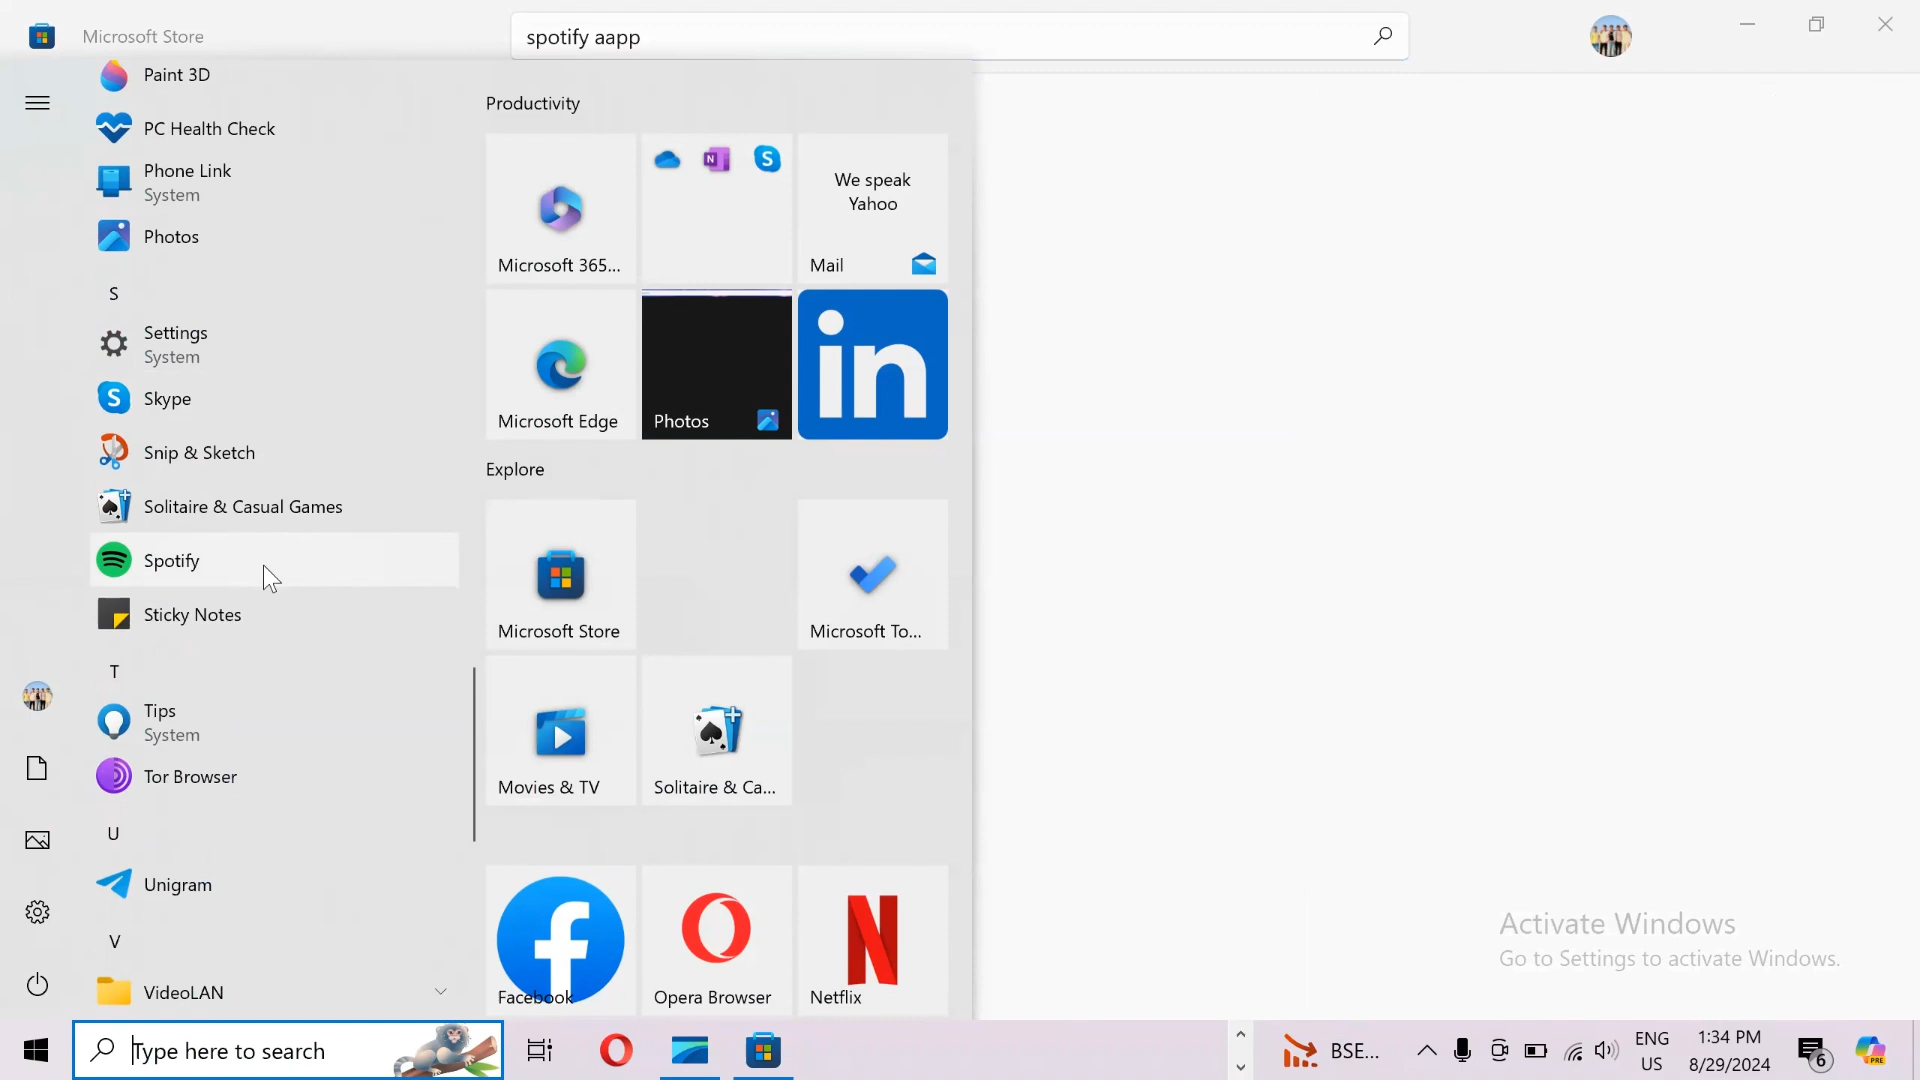 Microsoft Store
spotify aapp
Paint 3D
PC Health Check
Phone Link
System
Photos
S
Settings
System
Skype
Snip & Sketch
Solitaire & Casual Games
Spotify
Sticky Notes
T
Tips
System
Tor Browser
U
Unigram
V
VideoLAN
Productivity
Microsoft 365...
N
S
We speak
Yahoo
Mail
Microsoft Edge
Photos
in
Explore
Microsoft Store
Microsoft To...
Movies & TV
Solitaire & Ca...
Facebook
Opera Browser
Netflix
Activate Windows
Go to Settings to activate Windows.
Type here to search
BSE...
ENG
US
1:34 PM
8/29/2024
6
PRE